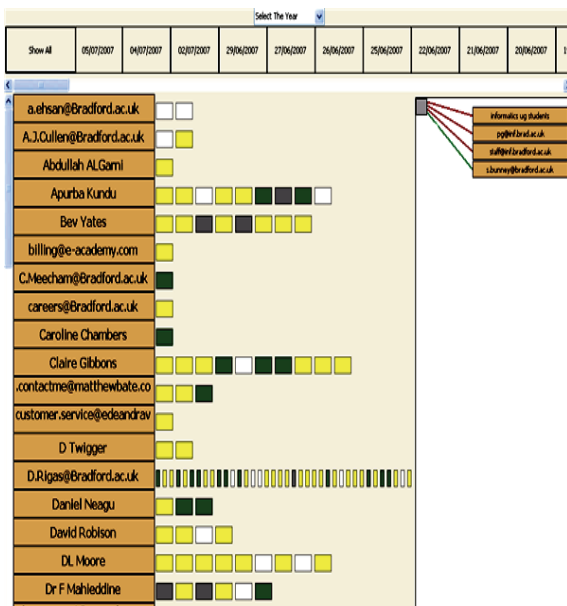 Select The Year
Show All 05/07/2007 04/07/2007 02/07/2007 29/06/2007 27/06/2007 26/06/2007 25/06/2007 22/06/2007 21/06/2007 20/06/2007
a.ehsan@Bradford.ac.uk
informatics ug students
A.J.Cullen@Bradford.ac.uk
pg@inf.brad.ac.uk
staff@inf.bradford.ac.uk
Abdullah ALGarni
s.bunney@bradford.ac.uk
Apurba Kundu
Bev Yates
billing@e-academy.com
C.Meecham@Bradford.ac.uk
careers@Bradford.ac.uk
Caroline Chambers
Claire Gibbons
.contactme@matthewbate.co
customer.service@edeandrav
D Twigger
D.Rigas@Bradford.ac.uk
Daniel Neagu
David Robison
DL Moore
Dr F Mahieddine